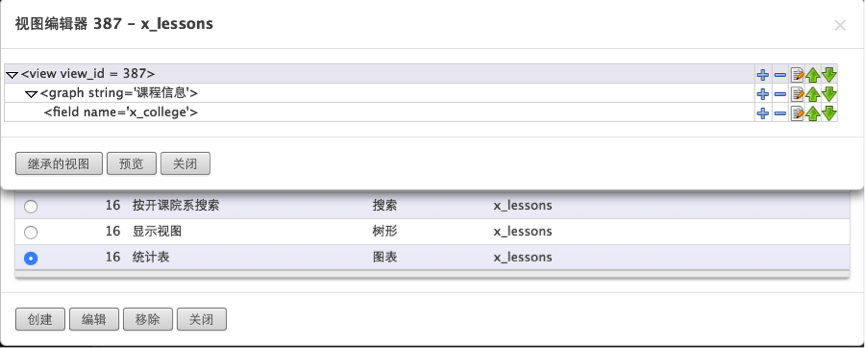 视图编辑器 387 - x_lessons
<view view_id = 387>
<graph string='课程信息'>
<field name='x_college'>
继承的视图 预览 关闭
16 按开课院系搜索 搜索 x_lessons
16 显示视图 树形 x_lessons
16 统计表 图表 x_lessons
创建 编辑 移除 关闭